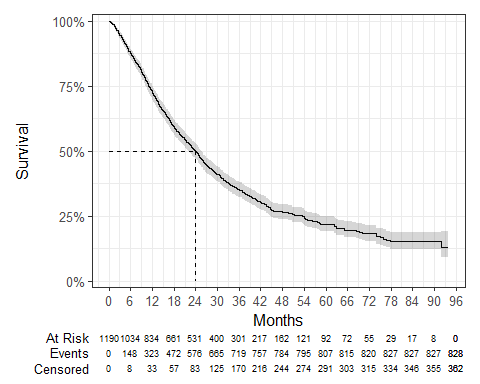 100%
75%
50%
25%
0%
Survival
0 6 12 18 24 30 36 42 48 54 60 66 72 78 84 90 96
Months
At Risk 1190 1034 834 661 531 400 301 217 162 121 92 72 55 29 17 8 0
Events 0 148 323 472 576 665 719 757 784 795 807 815 820 827 827 827 828
Censored 0 8 33 57 83 125 170 216 244 274 291 303 315 334 346 355 362